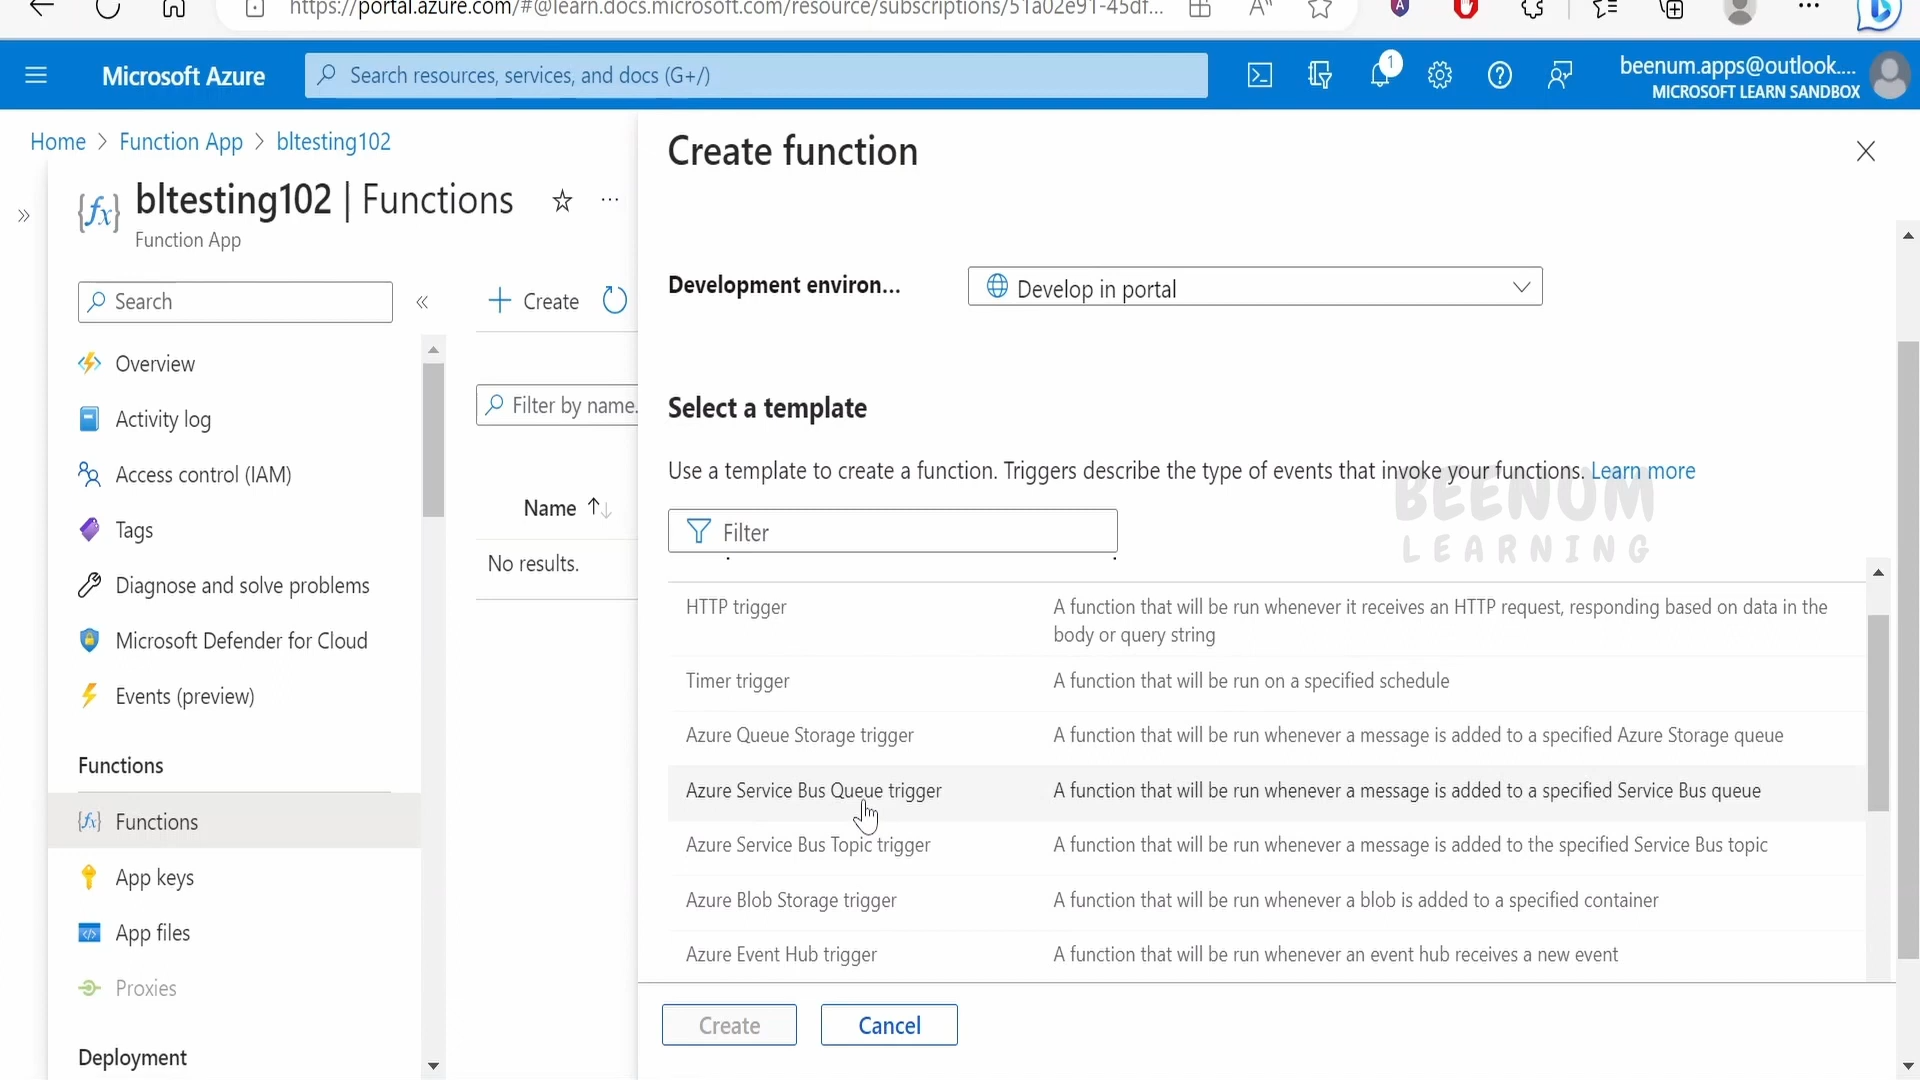 https://portal.azure.com/#@learn.docs.microsoft.com/resource/subscriptions/51a02e91-45df...
Microsoft Azure
Search resources, services, and docs (G+/)
1
beenum.apps@outlook....
MICROSOFT LEARN SANDBOX
Home > Function App > bltesting102
bltesting102 | Functions
Function App
Search
Overview
Activity log
Access control (IAM)
Tags
Diagnose and solve problems
Microsoft Defender for Cloud
Events (preview)
Functions
Functions
App keys
App files
Proxies
Deployment
Create
Filter by name.
Name
No results.
Create function
Development environ...
Develop in portal
Select a template
Use a template to create a function. Triggers describe the type of events that invoke your functions. Learn more
BEENUM
LEARNING
Filter
HTTP trigger
A function that will be run whenever it receives an HTTP request, responding based on data in the
body or query string
Timer trigger
A function that will be run on a specified schedule
Azure Queue Storage trigger
A function that will be run whenever a message is added to a specified Azure Storage queue
Azure Service Bus Queue trigger
A function that will be run whenever a message is added to a specified Service Bus queue
Azure Service Bus Topic trigger
A function that will be run whenever a message is added to the specified Service Bus topic
Azure Blob Storage trigger
A function that will be run whenever a blob is added to a specified container
Azure Event Hub trigger
A function that will be run whenever an event hub receives a new event
Create
Cancel